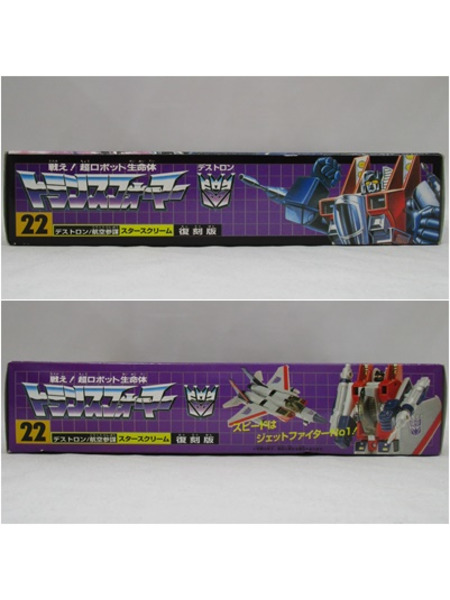 戦え!超ロボット生命体
トランスフォーマー
デストロン
22
デストロン/航空参謀
スタースクリーム
復刻版
戦え!超ロボット生命体
トランスフォーマー
22
デストロン/航空参謀
スタースクリーム
復刻版
スピードは
ジェットファイターNo1!